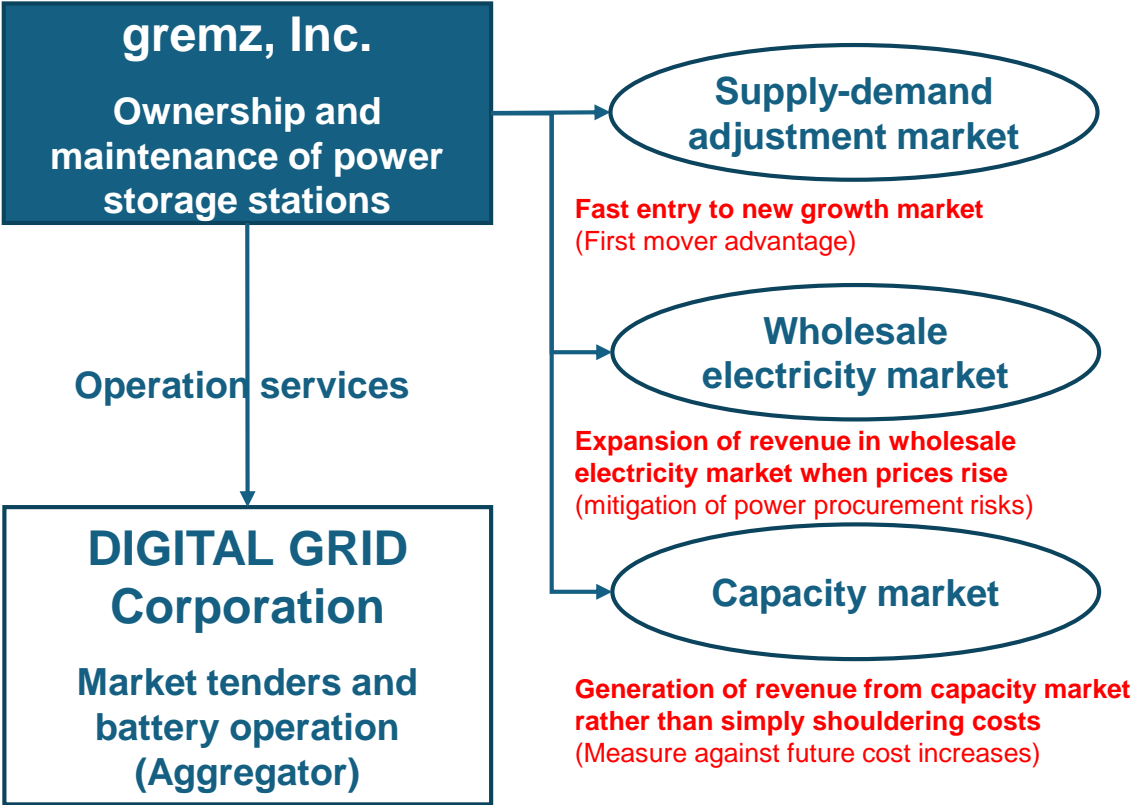 gremz, Inc.
Ownership and
maintenance of power
storage stations
Operation services
DIGITAL GRID
Corporation
Market tenders and
battery operation
(Aggregator)
Supply-demand
adjustment market
Fast entry to new growth market
(First mover advantage)
Wholesale
electricity market
Expansion of revenue in wholesale
electricity market when prices rise
(mitigation of power procurement risks)
Capacity market
Generation of revenue from capacity market
rather than simply shouldering costs
(Measure against future cost increases)